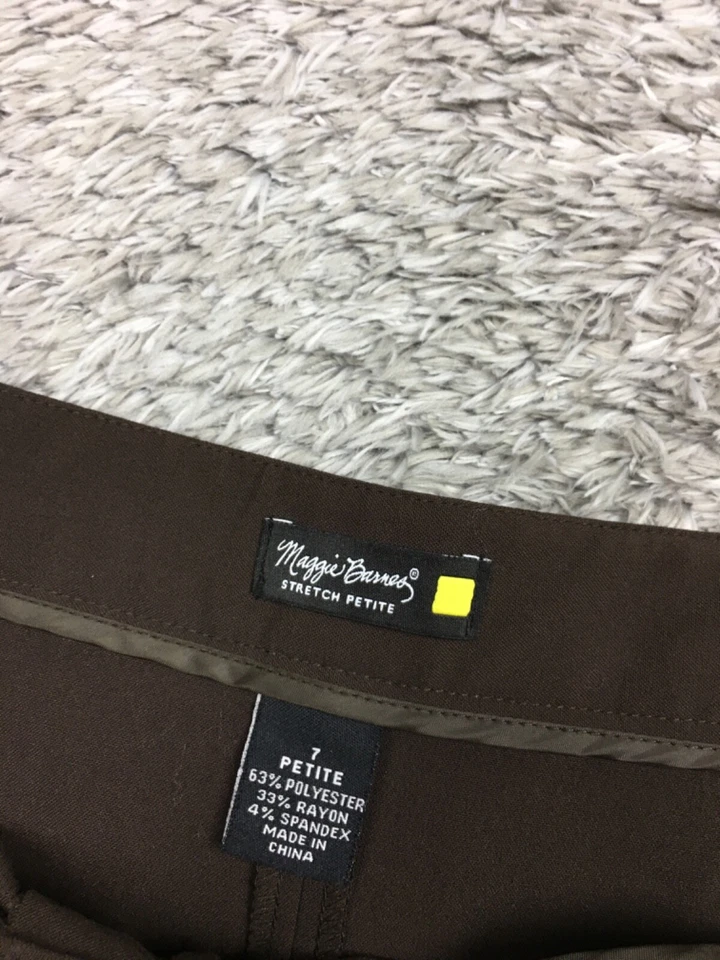 Maggie Barnes®
STRETCH PETITE
7
PETITE
63% POLYESTER
33% RAYON
4% SPANDEX
MADE IN
CHINA